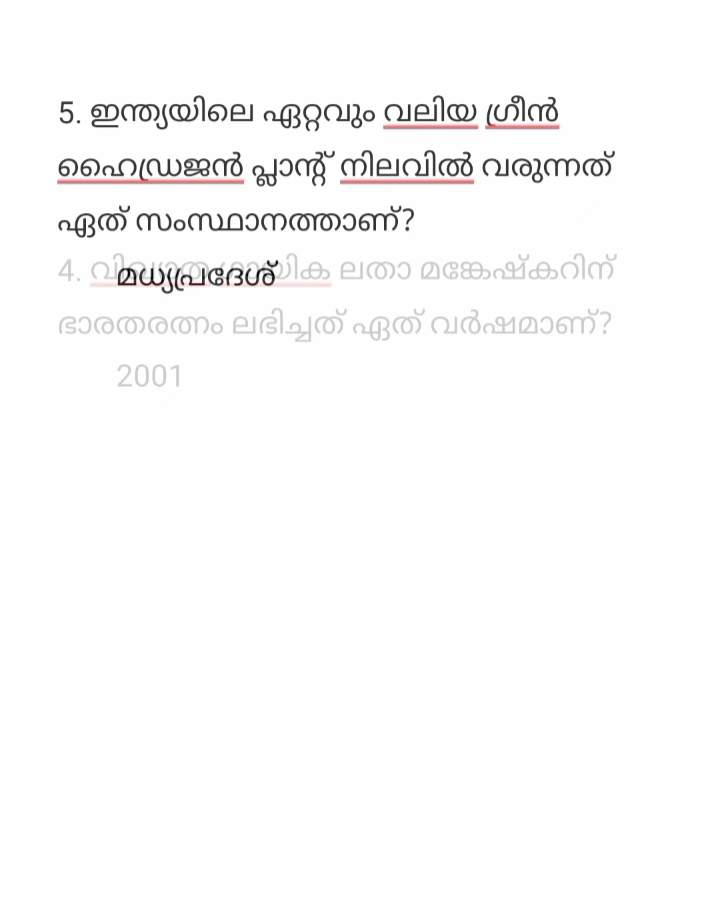 5. ഇന്ത്യയിലെ ഏറ്റവും വലിയ ഗ്രീൻ
ഹൈഡ്രജൻ പ്ലാന്റ് നിലവിൽ വരുന്നത്
ഏത് സംസ്ഥാനത്താണ്?
മധ്യപ്രദേശ്
4. ലതാ മങ്കേഷ്കറിന്
ഭാരതരത്നം ലഭിച്ചത് ഏത് വർഷമാണ്?
2001